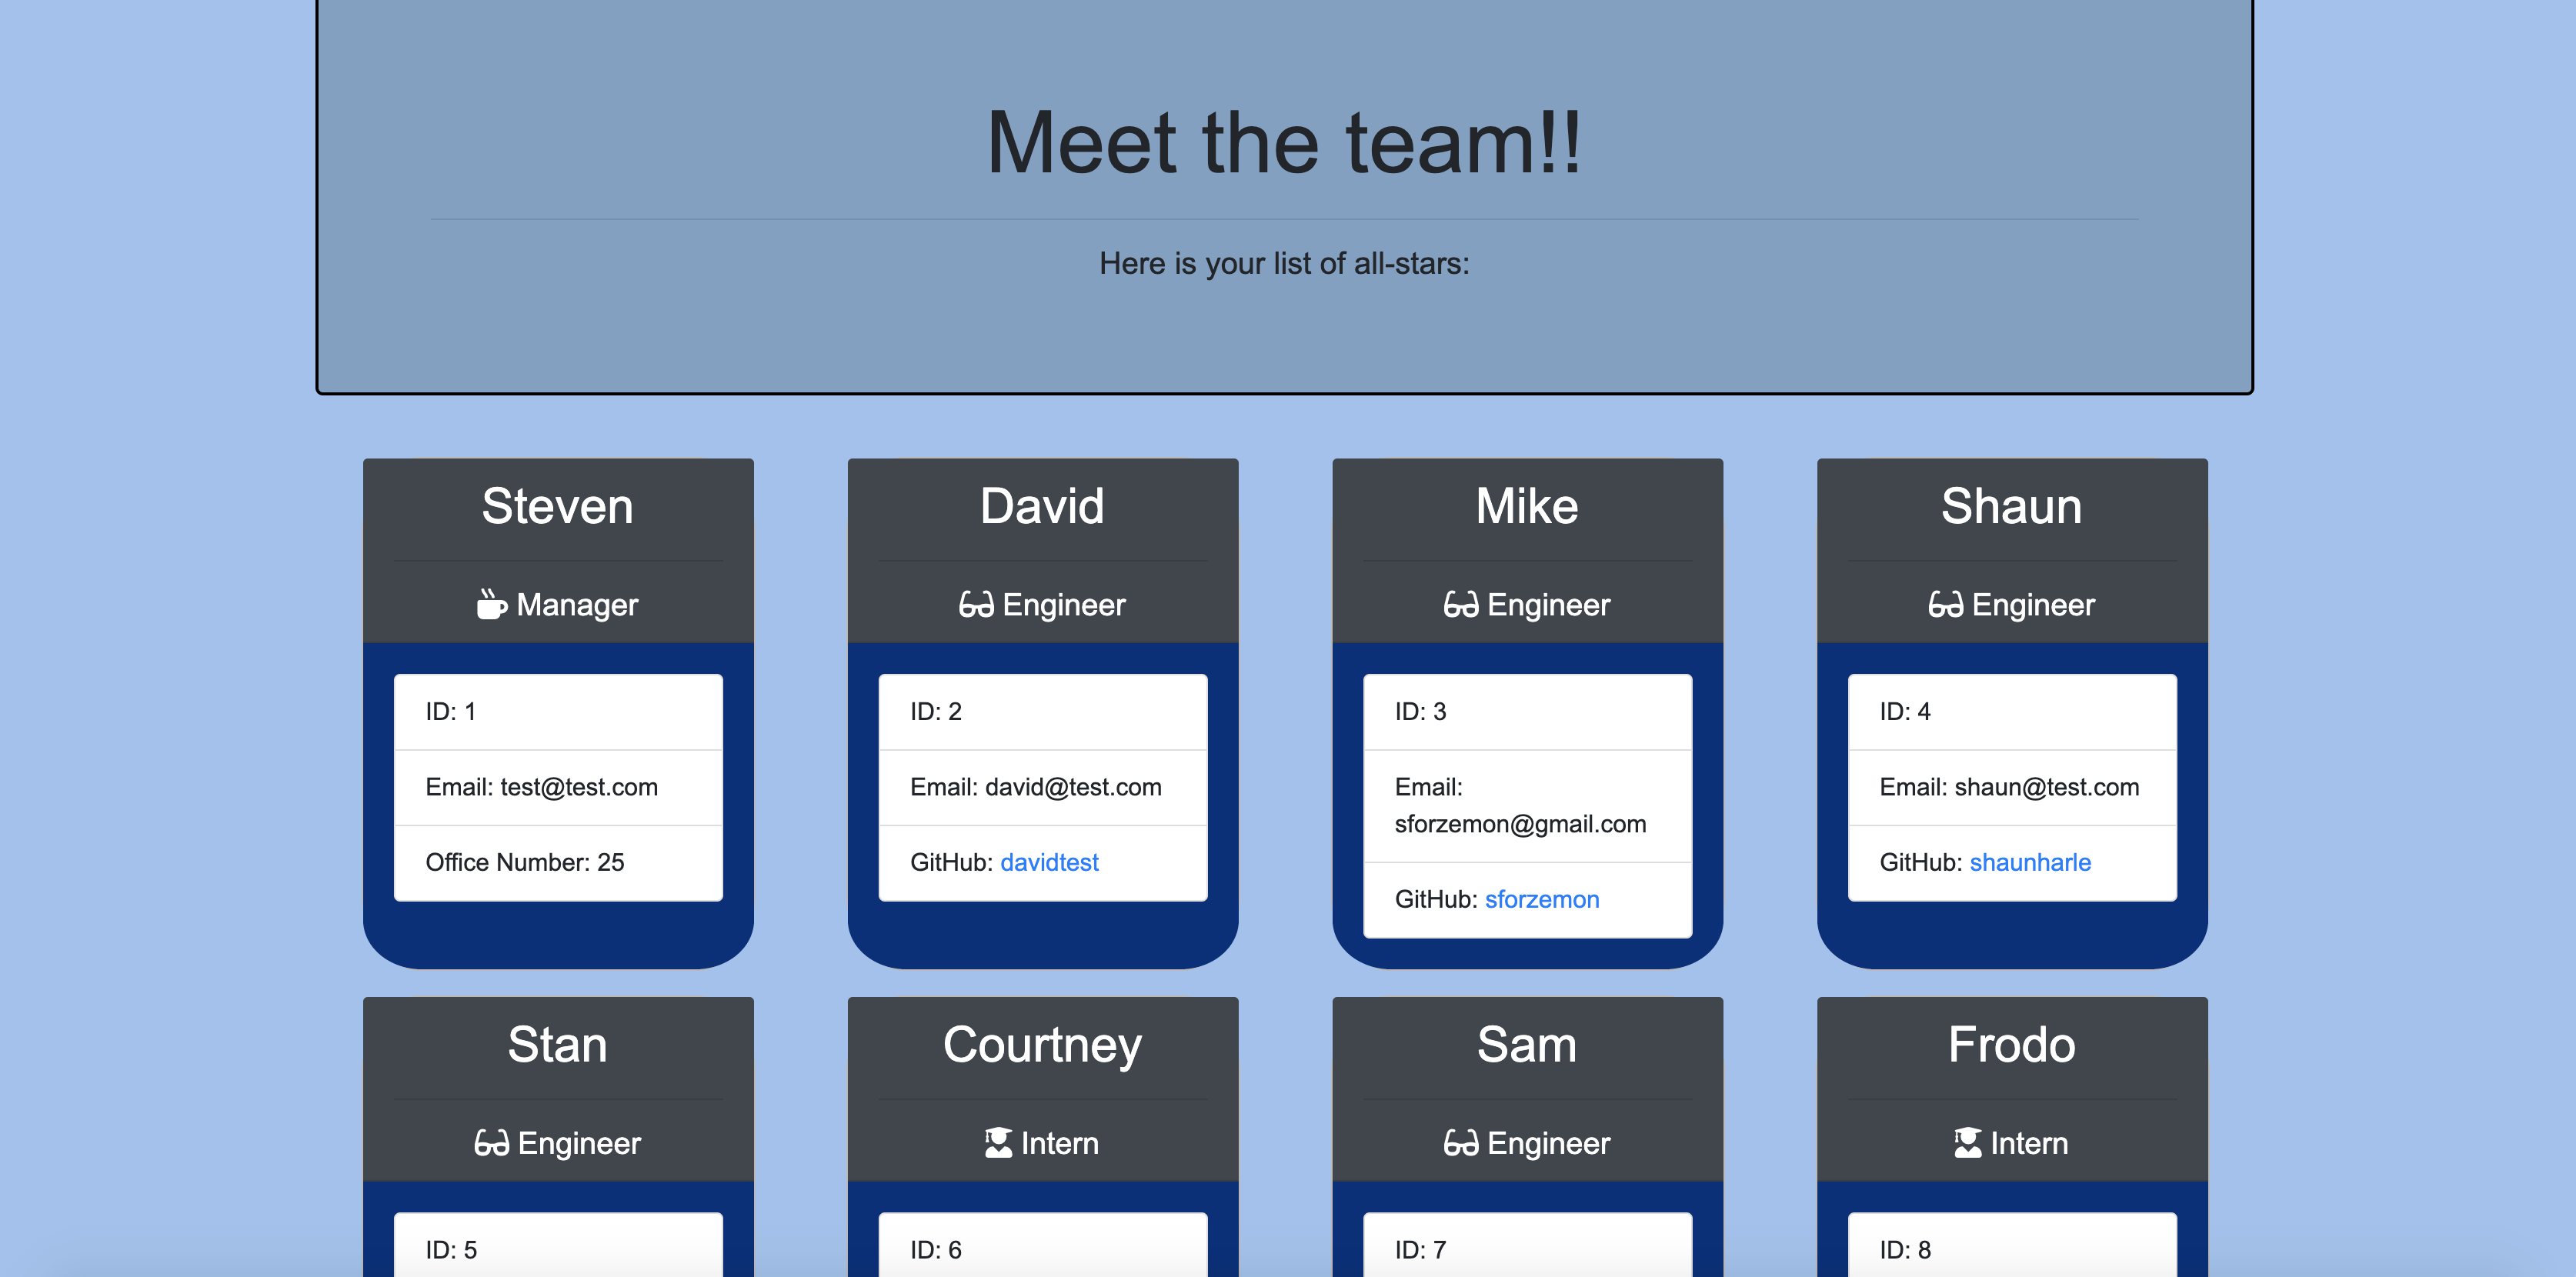 Meet the team!!
Here is your list of all-stars:
Steven
Manager
ID: 1
Email: test@test.com
Office Number: 25
David
Engineer
ID: 2
Email: david@test.com
GitHub: davidtest
Mike
Engineer
ID: 3
Email:
sforzemon@gmail.com
GitHub: sforzemon
Shaun
Engineer
ID: 4
Email: shaun@test.com
GitHub: shaunharle
Stan
Engineer
ID: 5
Courtney
Intern
ID: 6
Sam
Engineer
ID: 7
Frodo
Intern
ID: 8